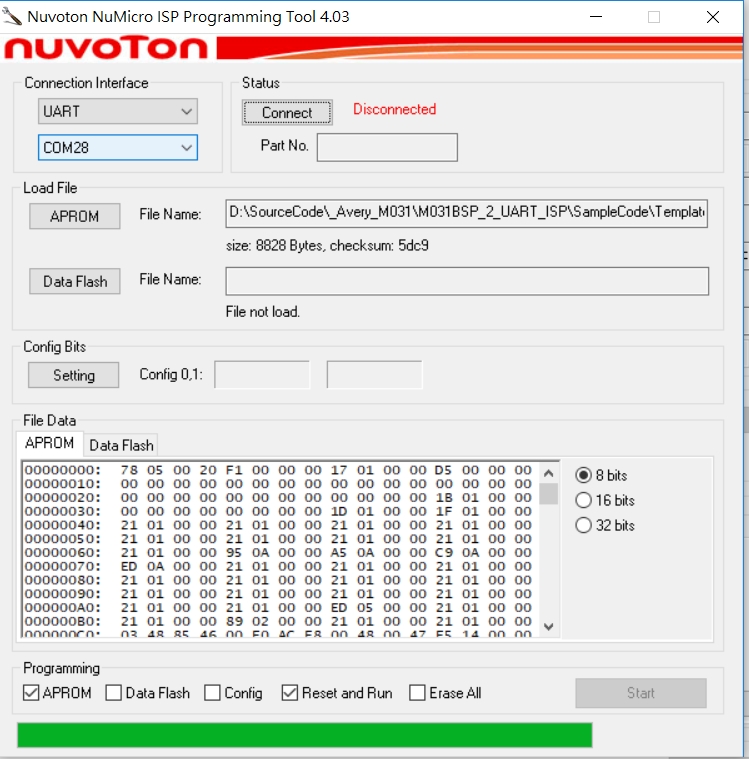 Nuvoton NuMicro ISP Programming Tool 4.03
nuvoTon
Connection Interface
UART
COM28
Status
Connect
Disconnected
Part No.
Load File
APROM
File Name:
D:\SourceCode\_Avery_M031\M031BSP_2_UART_ISP\SampleCode\Templat
size: 8828 Bytes, checksum: 5dc9
Data Flash
File Name:
File not load.
Config Bits
Setting
Config 0,1:
File Data
APROM
Data Flash
00000000: 78 05 00 20 F1 00 00 00 17 01 00 00 D5 00 00 00
00000010: 00 00 00 00 00 00 00 00 00 00 00 00 00 00 00 00
00000020: 00 00 00 00 00 00 00 00 00 00 00 00 1B 01 00 00
00000030: 00 00 00 00 00 00 00 00 1D 01 00 00 1F 01 00 00
00000040: 21 01 00 00 21 01 00 00 21 01 00 00 21 01 00 00
00000050: 21 01 00 00 21 01 00 00 21 01 00 00 21 01 00 00
00000060: 21 01 00 00 95 0A 00 00 A5 0A 00 00 C9 0A 00 00
00000070: ED 0A 00 00 21 01 00 00 21 01 00 00 21 01 00 00
00000080: 21 01 00 00 21 01 00 00 21 01 00 00 21 01 00 00
00000090: 21 01 00 00 21 01 00 00 21 01 00 00 21 01 00 00
000000A0: 21 01 00 00 21 01 00 00 ED 05 00 00 21 01 00 00
000000B0: 21 01 00 00 89 02 00 00 21 01 00 00 21 01 00 00
000000C0: 03 48 85 46 00 F0 AC F8 00 48 00 47 F5 14 00 00
8 bits
16 bits
32 bits
Programming
APROM
Data Flash
Config
Reset and Run
Erase All
Start